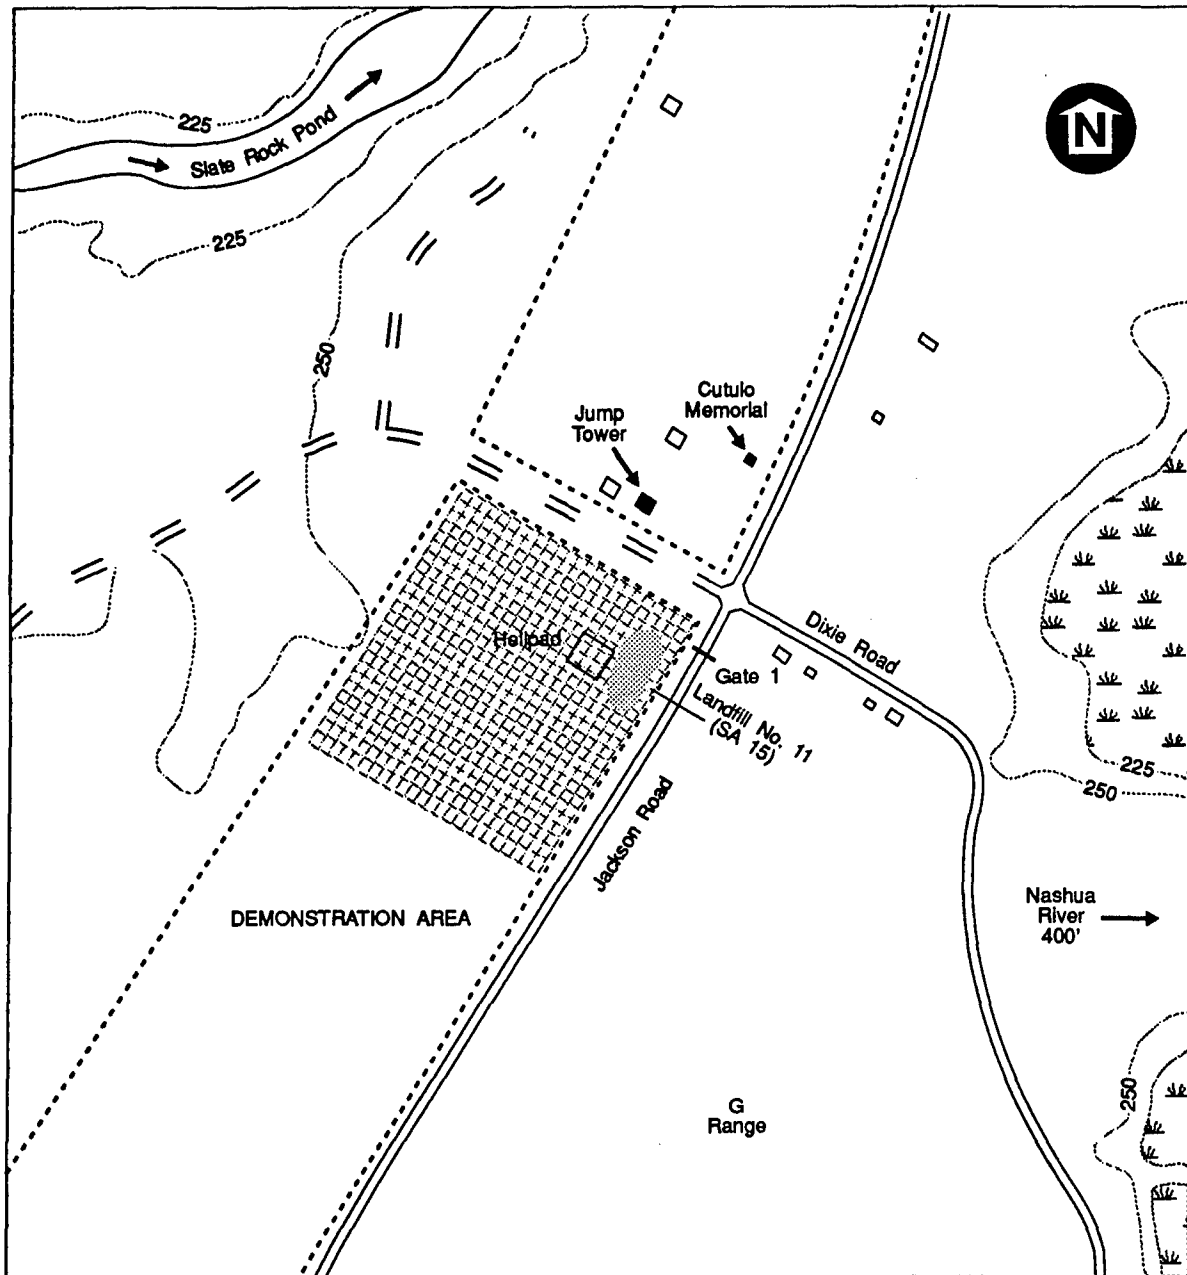 225
Slate Rock Pond
N
225
250
Cutulo
Memorial
Jump
Tower
Dixie Road
Helipad
Gate 1
Landfill No. 11
(SA 15)
225
250
Jackson Road
DEMONSTRATION AREA
Nashua
River
400'
250
G
Range